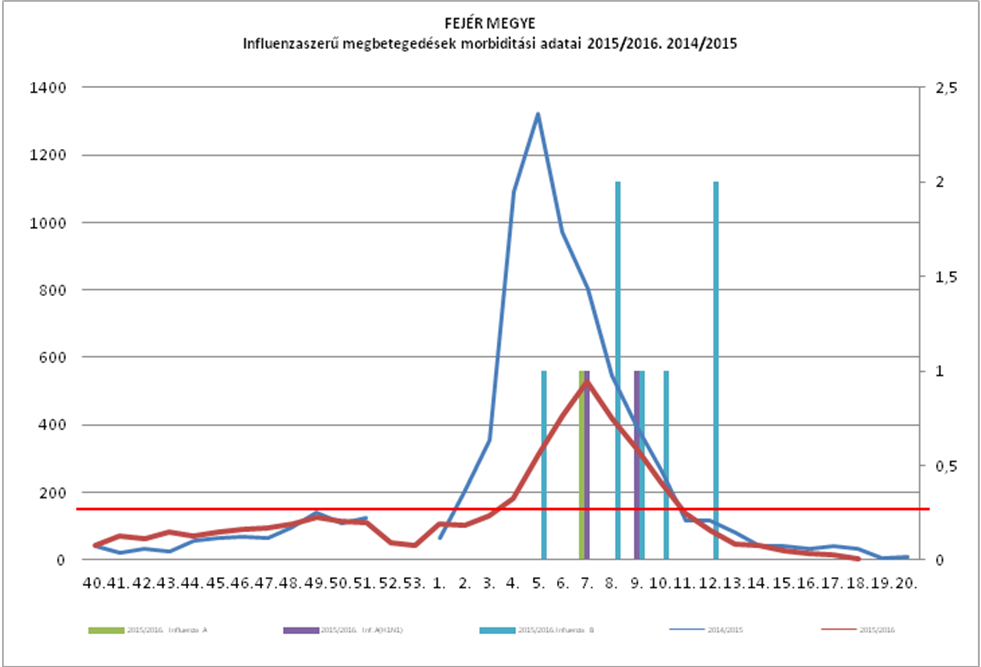 FEJÉR MEGYE
Influenzaszerű megbetegedések morbiditási adatai 2015/2016. 2014/2015
1400 2,5
1200
2
1000
800 1,5
600
1
400
0,5
200
0 0
40. 41. 42. 43. 44. 45. 46. 47. 48. 49. 50. 51. 52. 53. 1. 2. 3. 4. 5. 6. 7. 8. 9. 10. 11. 12. 13. 14. 15. 16. 17. 18. 19. 20.
2015/2016. Influenza A 2015/2016. Inf.A(H1N1) 2015/2016.Influenza B 2014/2015 2015/2016